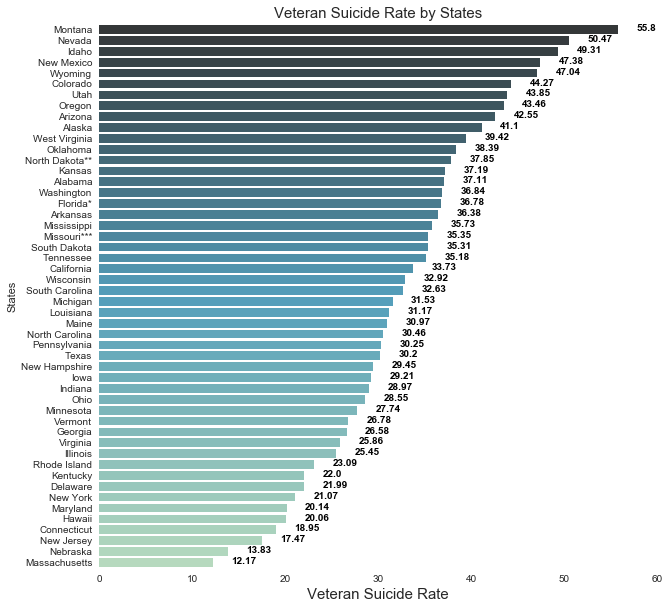 Veteran Suicide Rate by States
Montana 55.8
Nevada 50.47
Idaho 49.31
New Mexico 47.38
Wyoming 47.04
Colorado 44.27
Utah 43.85
Oregon 43.46
Arizona 42.55
Alaska 41.1
West Virginia 39.42
Oklahoma 38.39
North Dakota** 37.85
Kansas 37.19
Alabama 37.11
Washington 36.84
Florida* 36.78
Arkansas 36.38
Mississippi 35.73
Missouri*** 35.35
South Dakota 35.31
Tennessee 35.18
California 33.73
Wisconsin 32.92
South Carolina 32.63
Michigan 31.53
Louisiana 31.17
Maine 30.97
North Carolina 30.46
Pennsylvania 30.25
Texas 30.2
New Hampshire 29.45
Iowa 29.21
Indiana 28.97
Ohio 28.55
Minnesota 27.74
Vermont 26.78
Georgia 26.58
Virginia 25.86
Illinois 25.45
Rhode Island 23.09
Kentucky 22.0
Delaware 21.99
New York 21.07
Maryland 20.14
Hawaii 20.06
Connecticut 18.95
New Jersey 17.47
Nebraska 13.83
Massachusetts 12.17
States
0 10 20 30 40 50 60
Veteran Suicide Rate